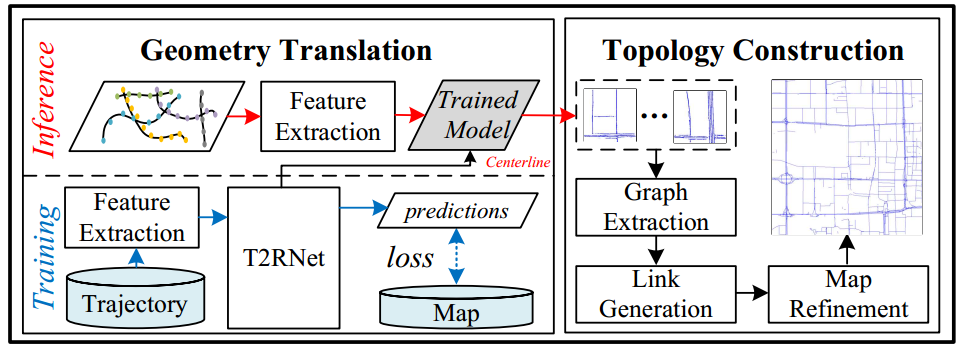 Geometry Translation
Topology Construction
Inference
Feature
Extraction
Trained
Model
Centerline
...
Training
Feature
Extraction
Trajectory
T2RNet
predictions
loss
Map
Graph
Extraction
Link
Generation
Map
Refinement